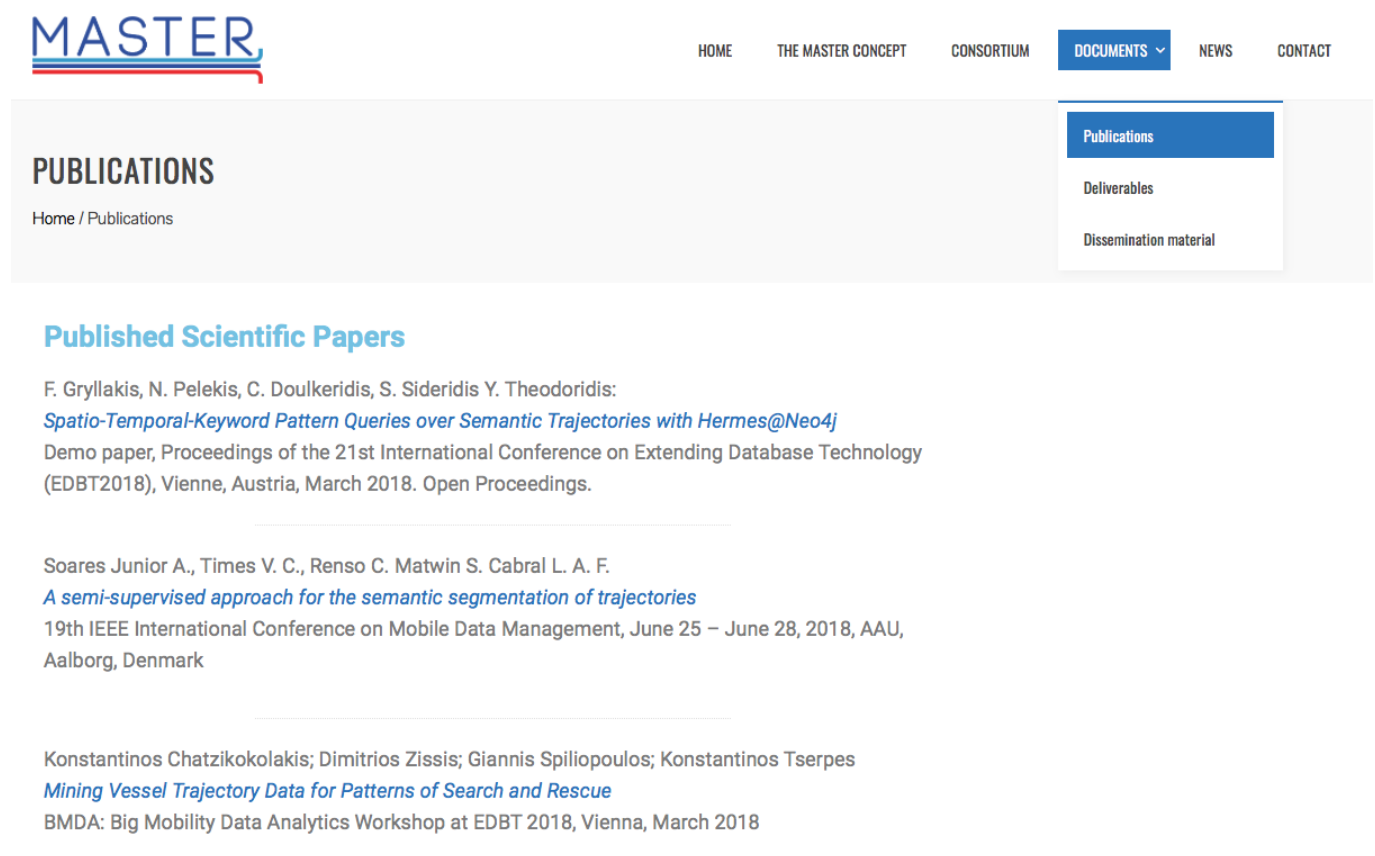 MASTER
HOME THE MASTER CONCEPT CONSORTIUM DOCUMENTS NEWS CONTACT
Publications
Deliverables
Dissemination material
PUBLICATIONS
Home / Publications
Published Scientific Papers
F. Gryllakis, N. Pelekis, C. Doulkeridis, S. Sideridis Y. Theodoridis:
Spatio-Temporal-Keyword Pattern Queries over Semantic Trajectories with Hermes@Neo4j
Demo paper, Proceedings of the 21st International Conference on Extending Database Technology
(EDBT2018), Vienne, Austria, March 2018. Open Proceedings.
Soares Junior A., Times V. C., Renso C. Matwin S. Cabral L. A. F.
A semi-supervised approach for the semantic segmentation of trajectories
19th IEEE International Conference on Mobile Data Management, June 25 – June 28, 2018, AAU,
Aalborg, Denmark
Konstantinos Chatzikokolakis; Dimitrios Zissis; Giannis Spiliopoulos; Konstantinos Tserpes
Mining Vessel Trajectory Data for Patterns of Search and Rescue
BMDA: Big Mobility Data Analytics Workshop at EDBT 2018, Vienna, March 2018